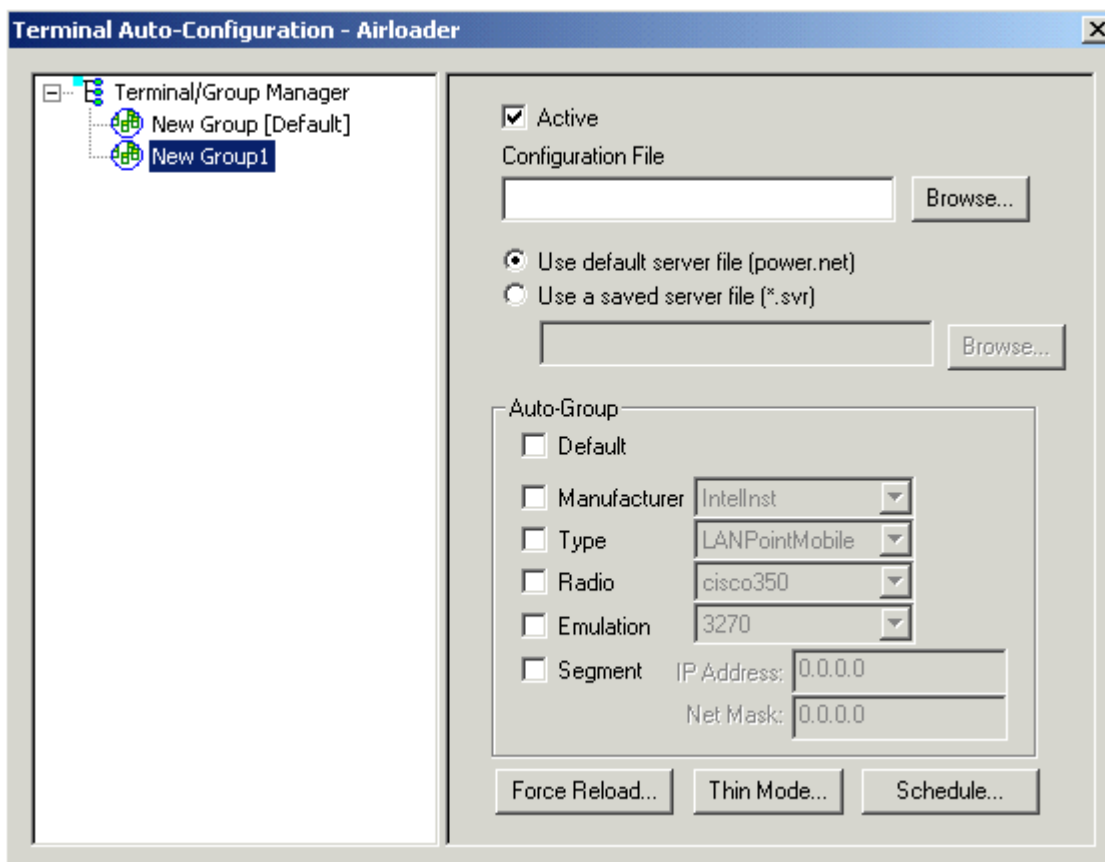 Terminal Auto-Configuration - Airloader
Terminal/Group Manager
New Group [Default]
New Group1
Active
Configuration File
Browse...
Use default server file (power.net)
Use a saved server file (*.svr)
Browse...
Auto-Group
Default
Manufacturer IntelInst
Type LANPointMobile
Radio cisco350
Emulation 3270
Segment IP Address: 0.0.0.0
Net Mask: 0.0.0.0
Force Reload... Thin Mode... Schedule...